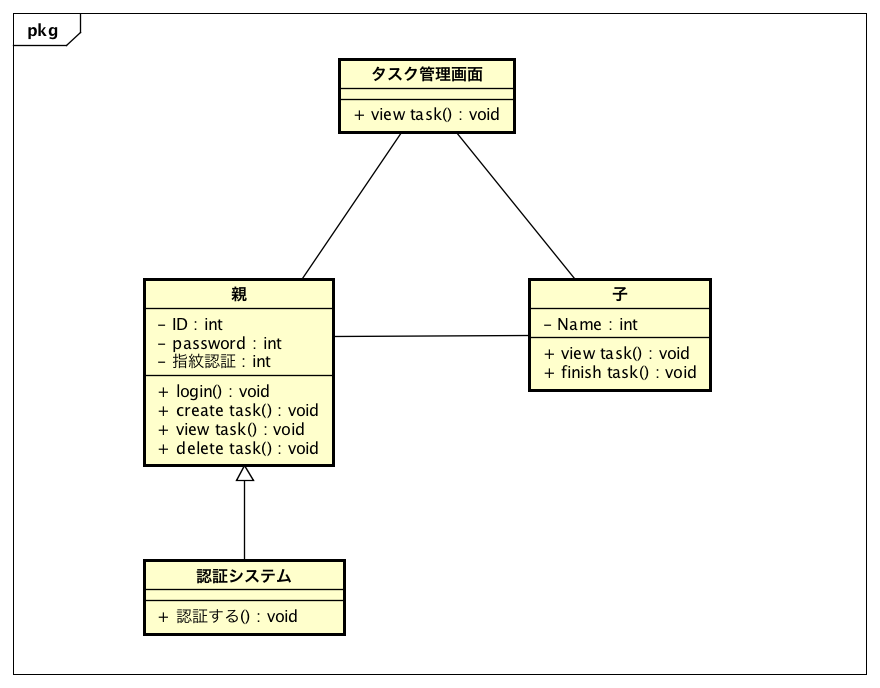 pkg
タスク管理画面
+ view task() : void
親
- ID : int
- password : int
- 指紋認証 : int
+ login() : void
+ create task() : void
+ view task() : void
+ delete task() : void
子
- Name : int
+ view task() : void
+ finish task() : void
認証システム
+ 認証する() : void